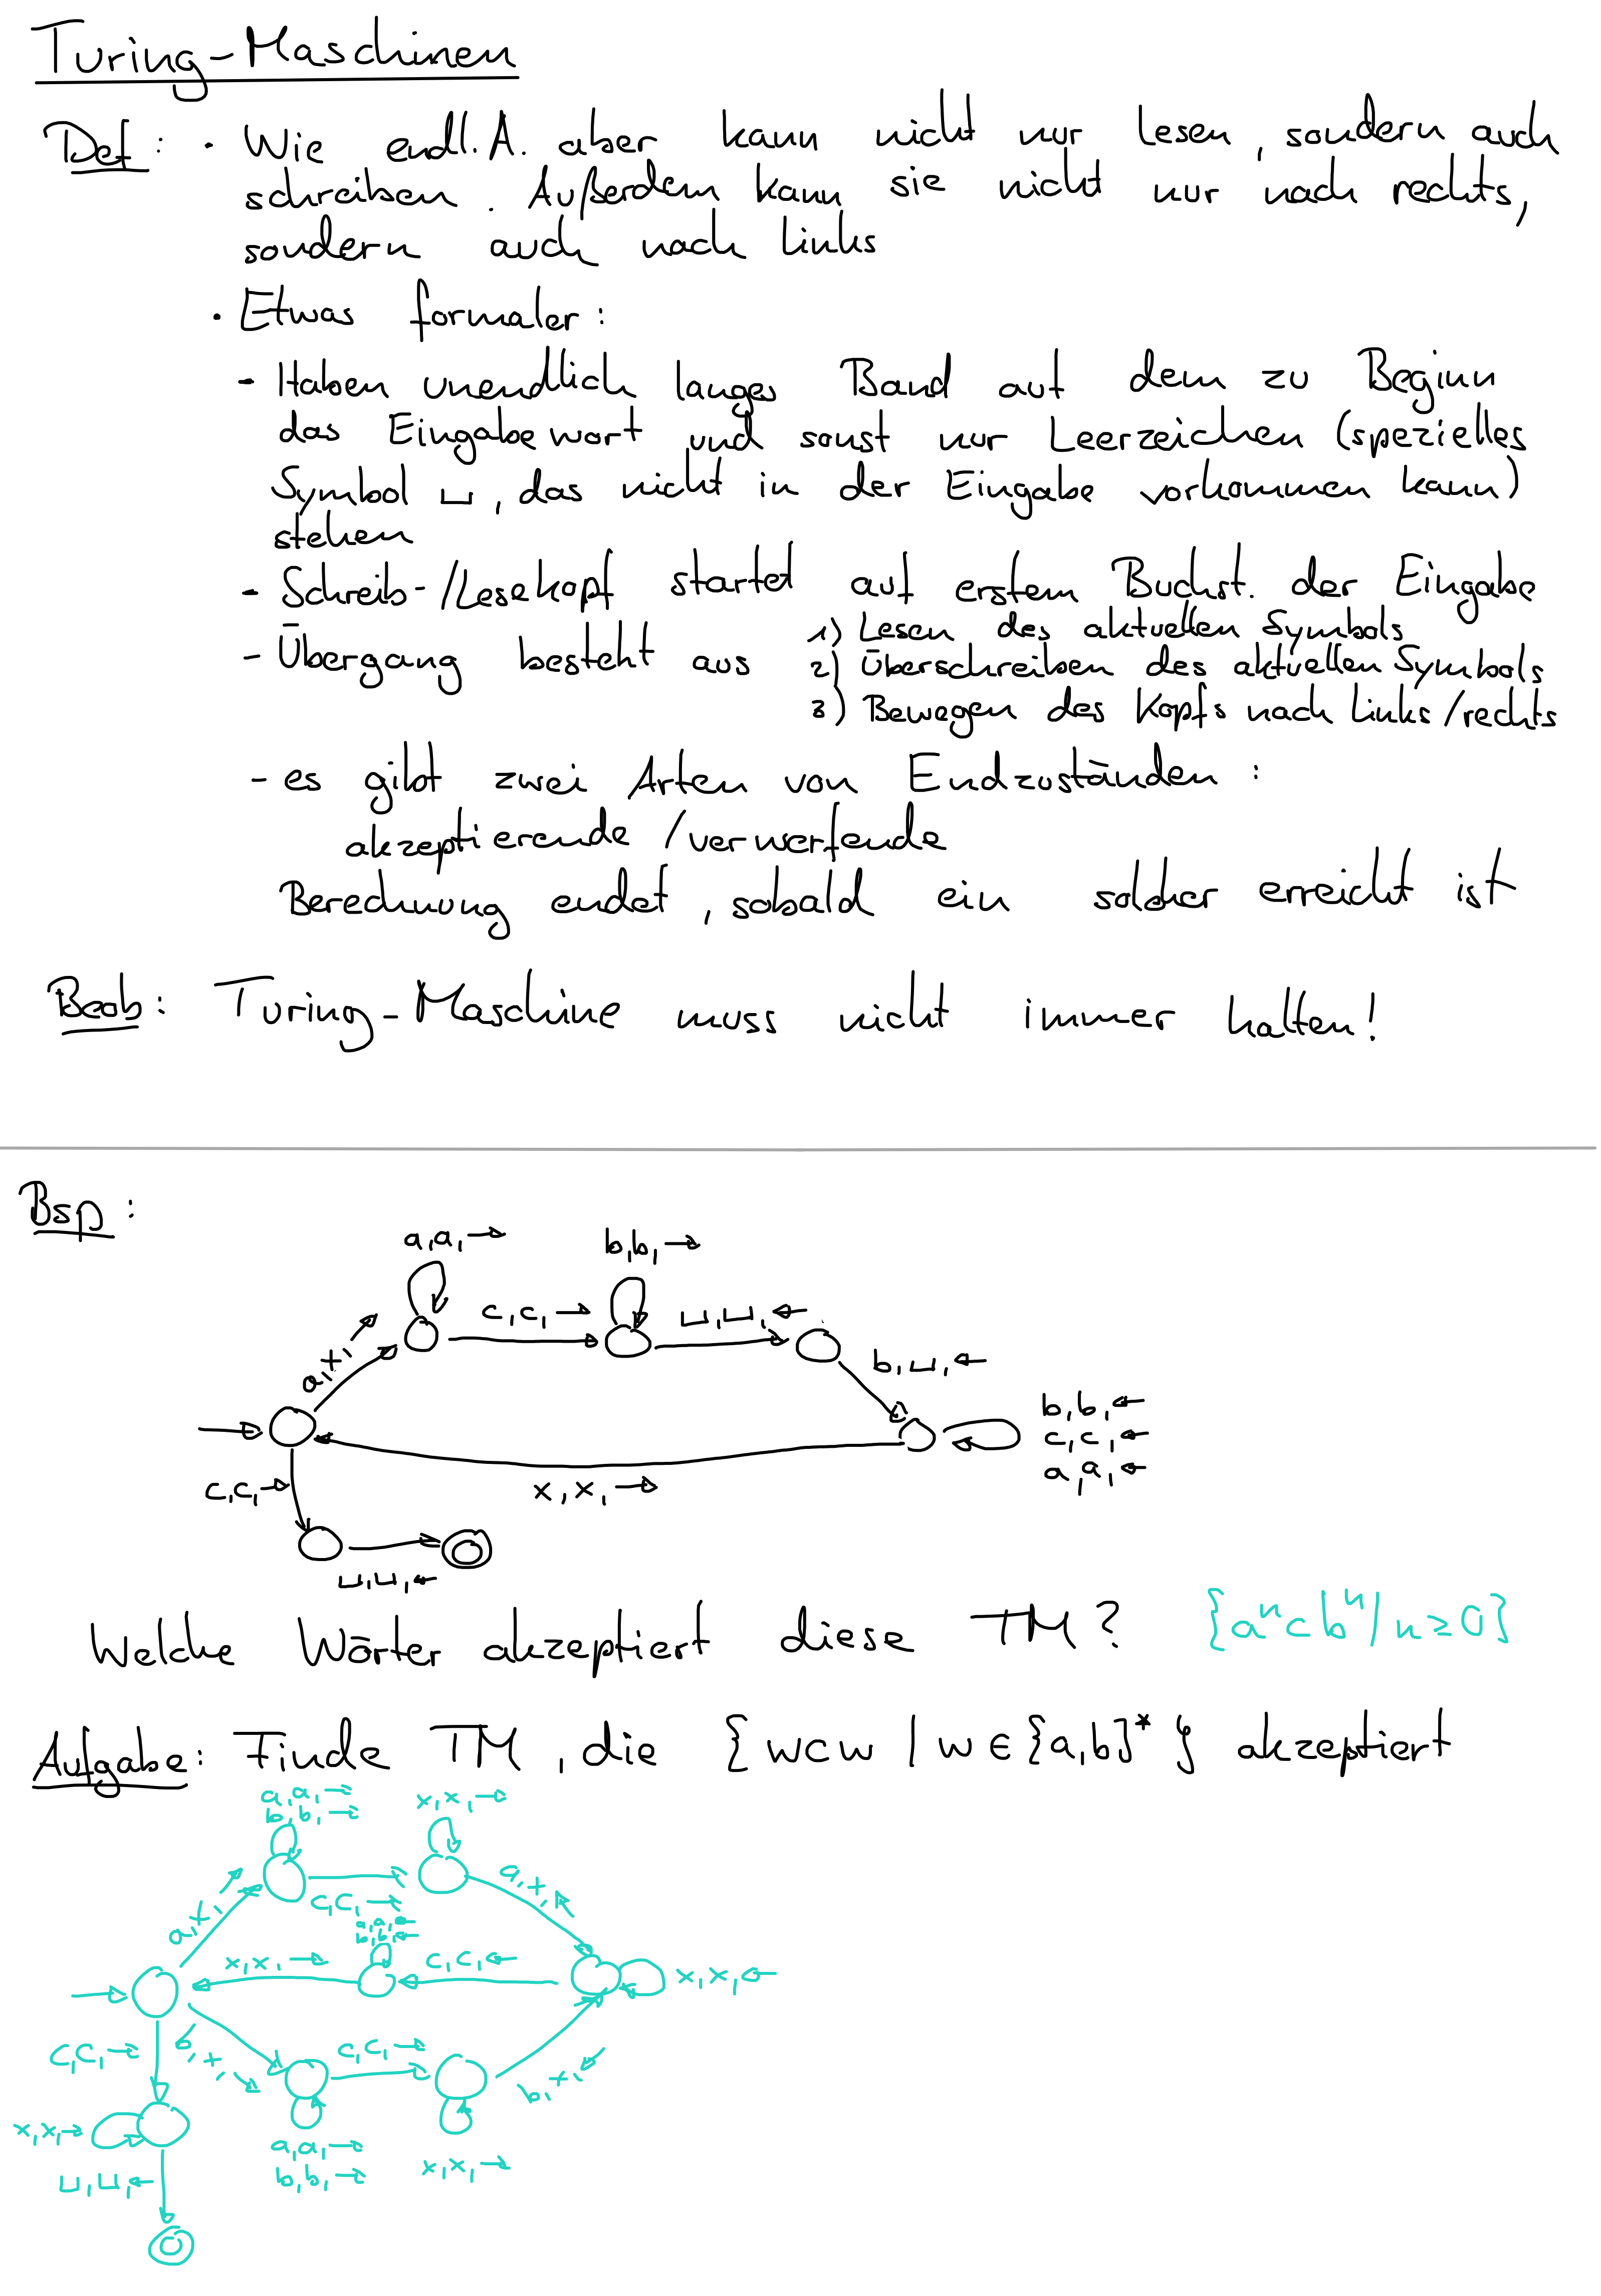 Turing-Maschinen
Def: · Wie endl. A. aber kann nicht nur lesen, sondern auch
schreiben. Außerdem kann sie nicht nur nach rechts,
sondern auch nach links
· Etwas formaler:
- Haben unendlich langes Band auf dem zu Beginn
das Eingabewort und sonst nur Leerzeichen (spezielles
Symbol ⊔, das nicht in der Eingabe vorkommen kann)
stehen
- Schreib-/Lesekopf startet auf erstem Buchst. der Eingabe
- Übergang besteht aus 1) Lesen des aktuellen Symbols
2) Überschreiben des aktuellen Symbols
3) Bewegen des Kopfs nach links/rechts
- es gibt zwei Arten von Endzuständen:
akzeptierende/verwerfende
Berechnung endet, sobald ein solcher erreicht ist
Beob: Turing-Maschine muss nicht immer halten!
Bsp:
a,a,→ b,b,→
a,x,→ c,c,→ ⊔,⊔,←
b,⊔,←
b,b,←
c,c,←
a,a,←
c,c,→ x,x,→
⊔,⊔,←
Welche Wörter akzeptiert diese TM? {aⁿcbⁿ|n≥0}
Aufgabe: Finde TM, die {wcw | w∈{a,b}*} akzeptiert
a,a,→ x,x,→
b,b,→
a,x,→ c,c,→ a,x,←
a,a,←
b,b,←
x,x,→ c,c,← x,x,←
c,c,→ b,x,→ c,c,→ b,x,←
x,x,→
a,a,→ x,x,→
b,b,→
⊔,⊔,←